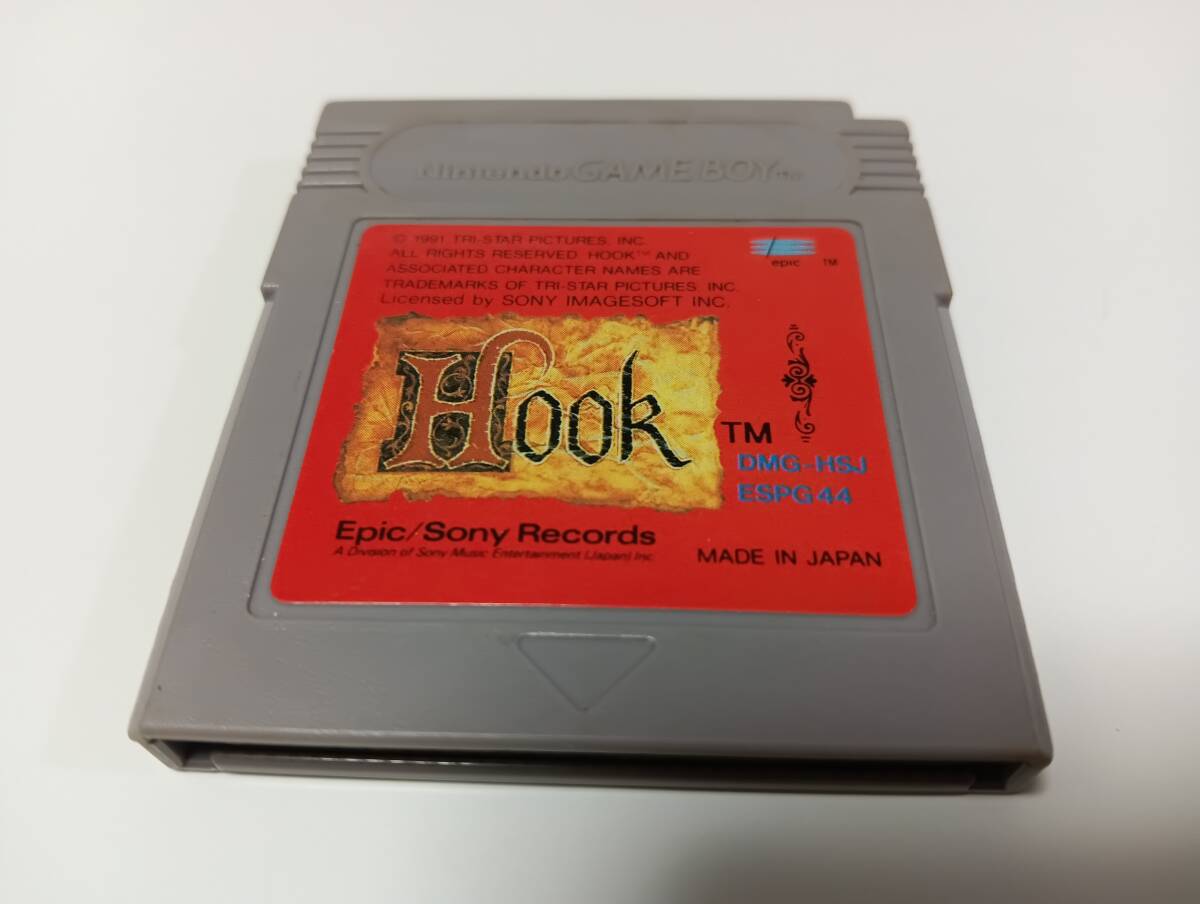 Nintendo GAME BOY TM
© 1991 TRI-STAR PICTURES, INC.
ALL RIGHTS RESERVED. HOOK™ AND
ASSOCIATED CHARACTER NAMES ARE
TRADEMARKS OF TRI-STAR PICTURES, INC.
Licensed by SONY IMAGESOFT INC.
epic TM
Hook TM
DMG-HSJ
ESPG44
Epic/Sony Records
A Division of Sony Music Entertainment (Japan) Inc.
MADE IN JAPAN